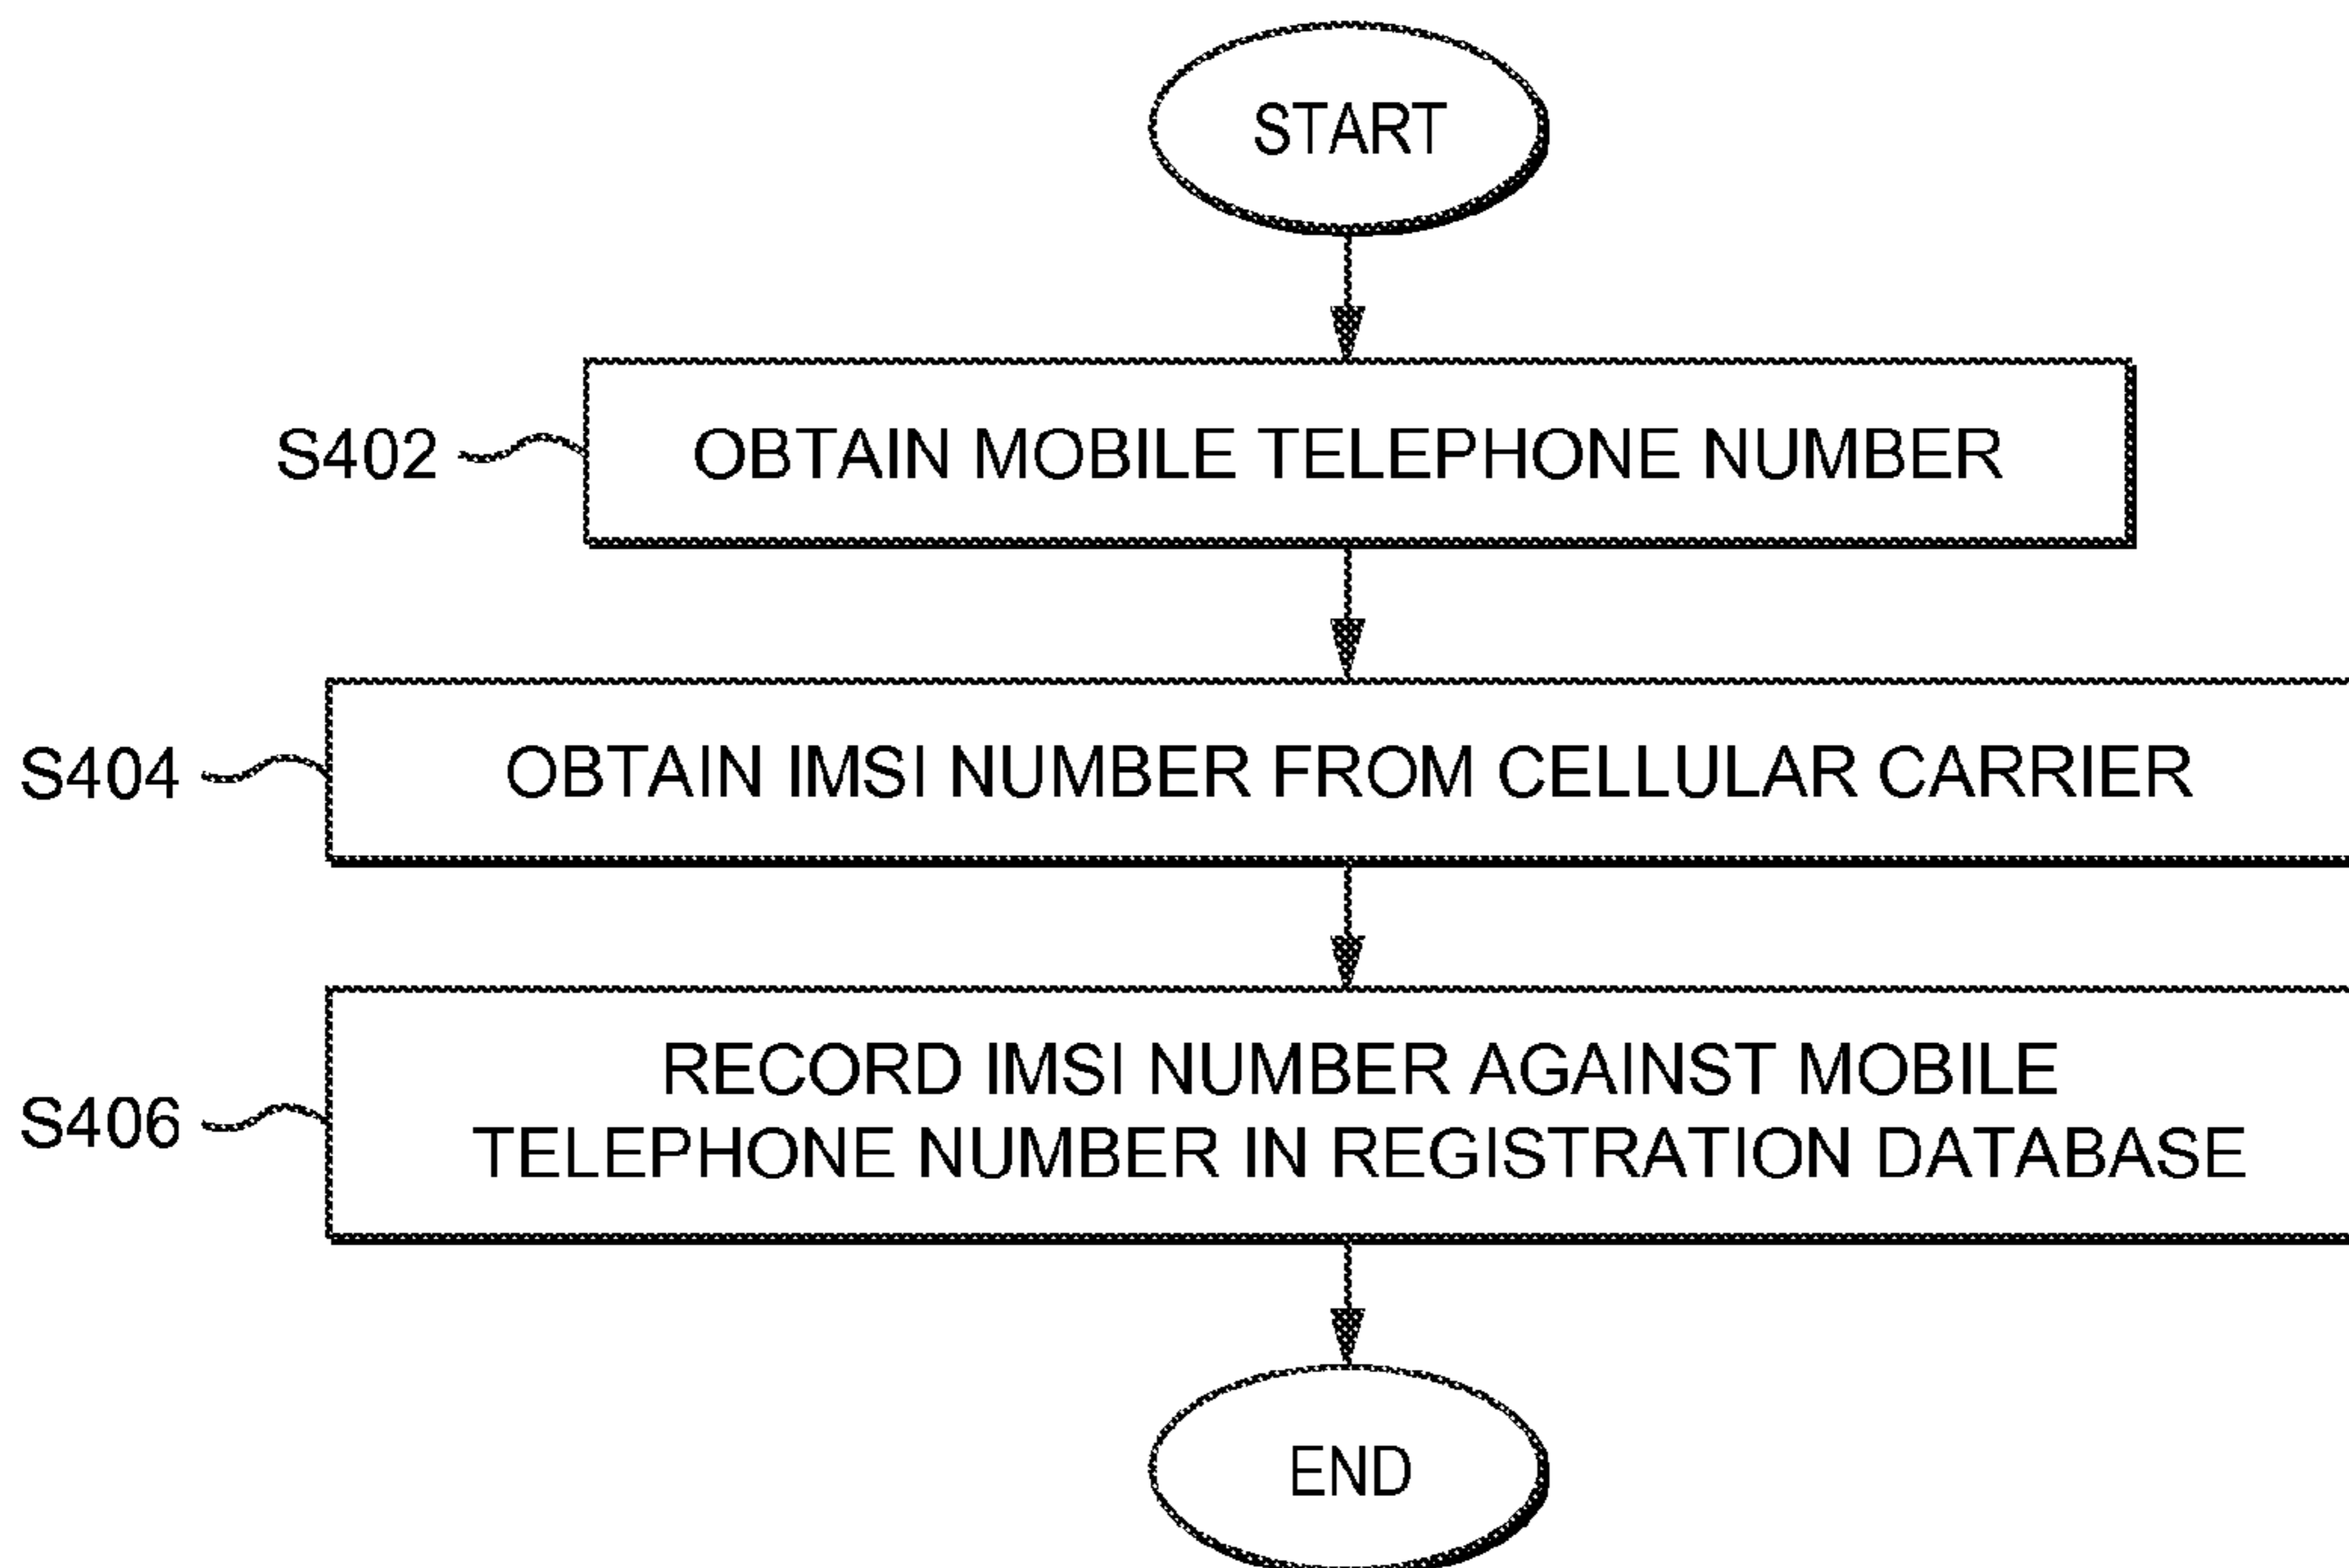 START
S402
OBTAIN MOBILE TELEPHONE NUMBER
S404
OBTAIN IMSI NUMBER FROM CELLULAR CARRIER
S406
RECORD IMSI NUMBER AGAINST MOBILE
TELEPHONE NUMBER IN REGISTRATION DATABASE
END